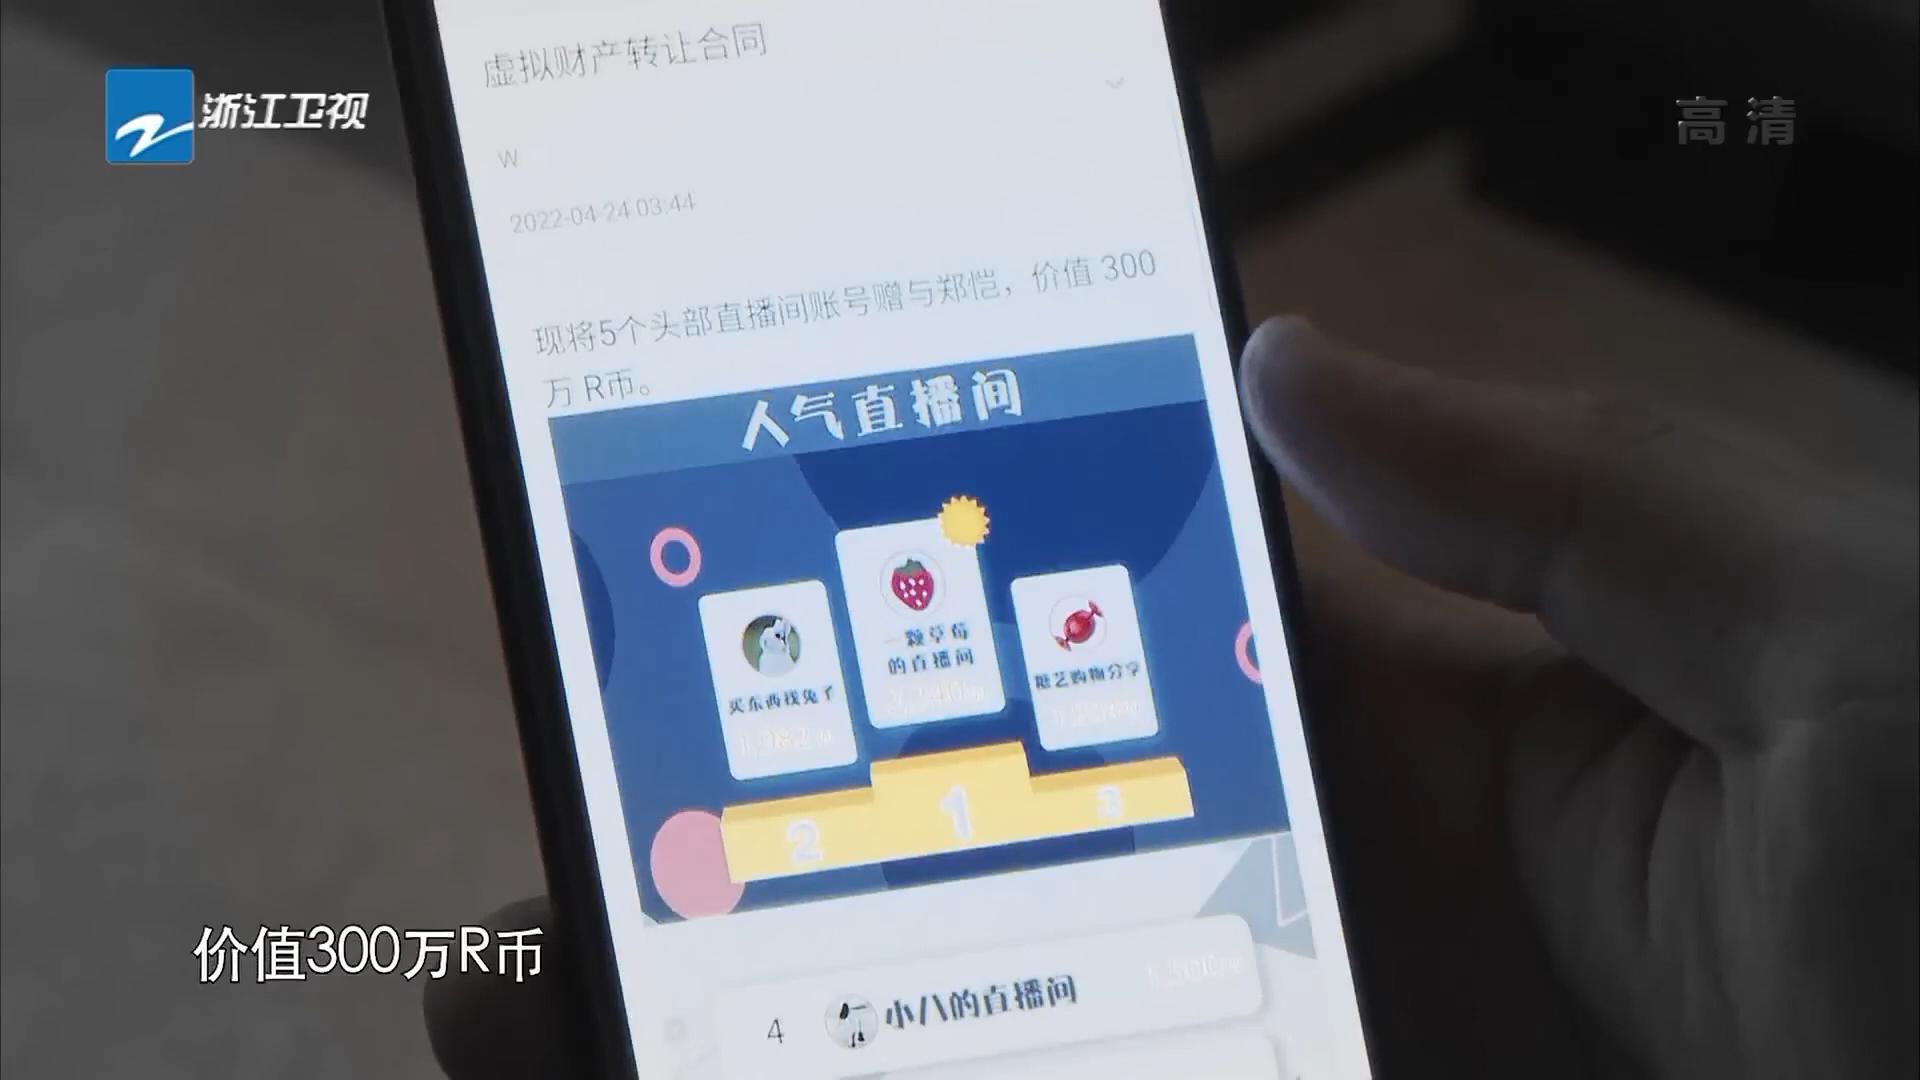 虚拟财产转让合同
浙江卫视
高清
W
2022-04-24 03:44
现将5个头部直播间账号赠与郑恺，价值 300
万 R币。
人气直播间
一颗草莓
的直播间
买东西找兔子
糖艺购物分享
2
1
3
价值300万R币
4
小八的直播间